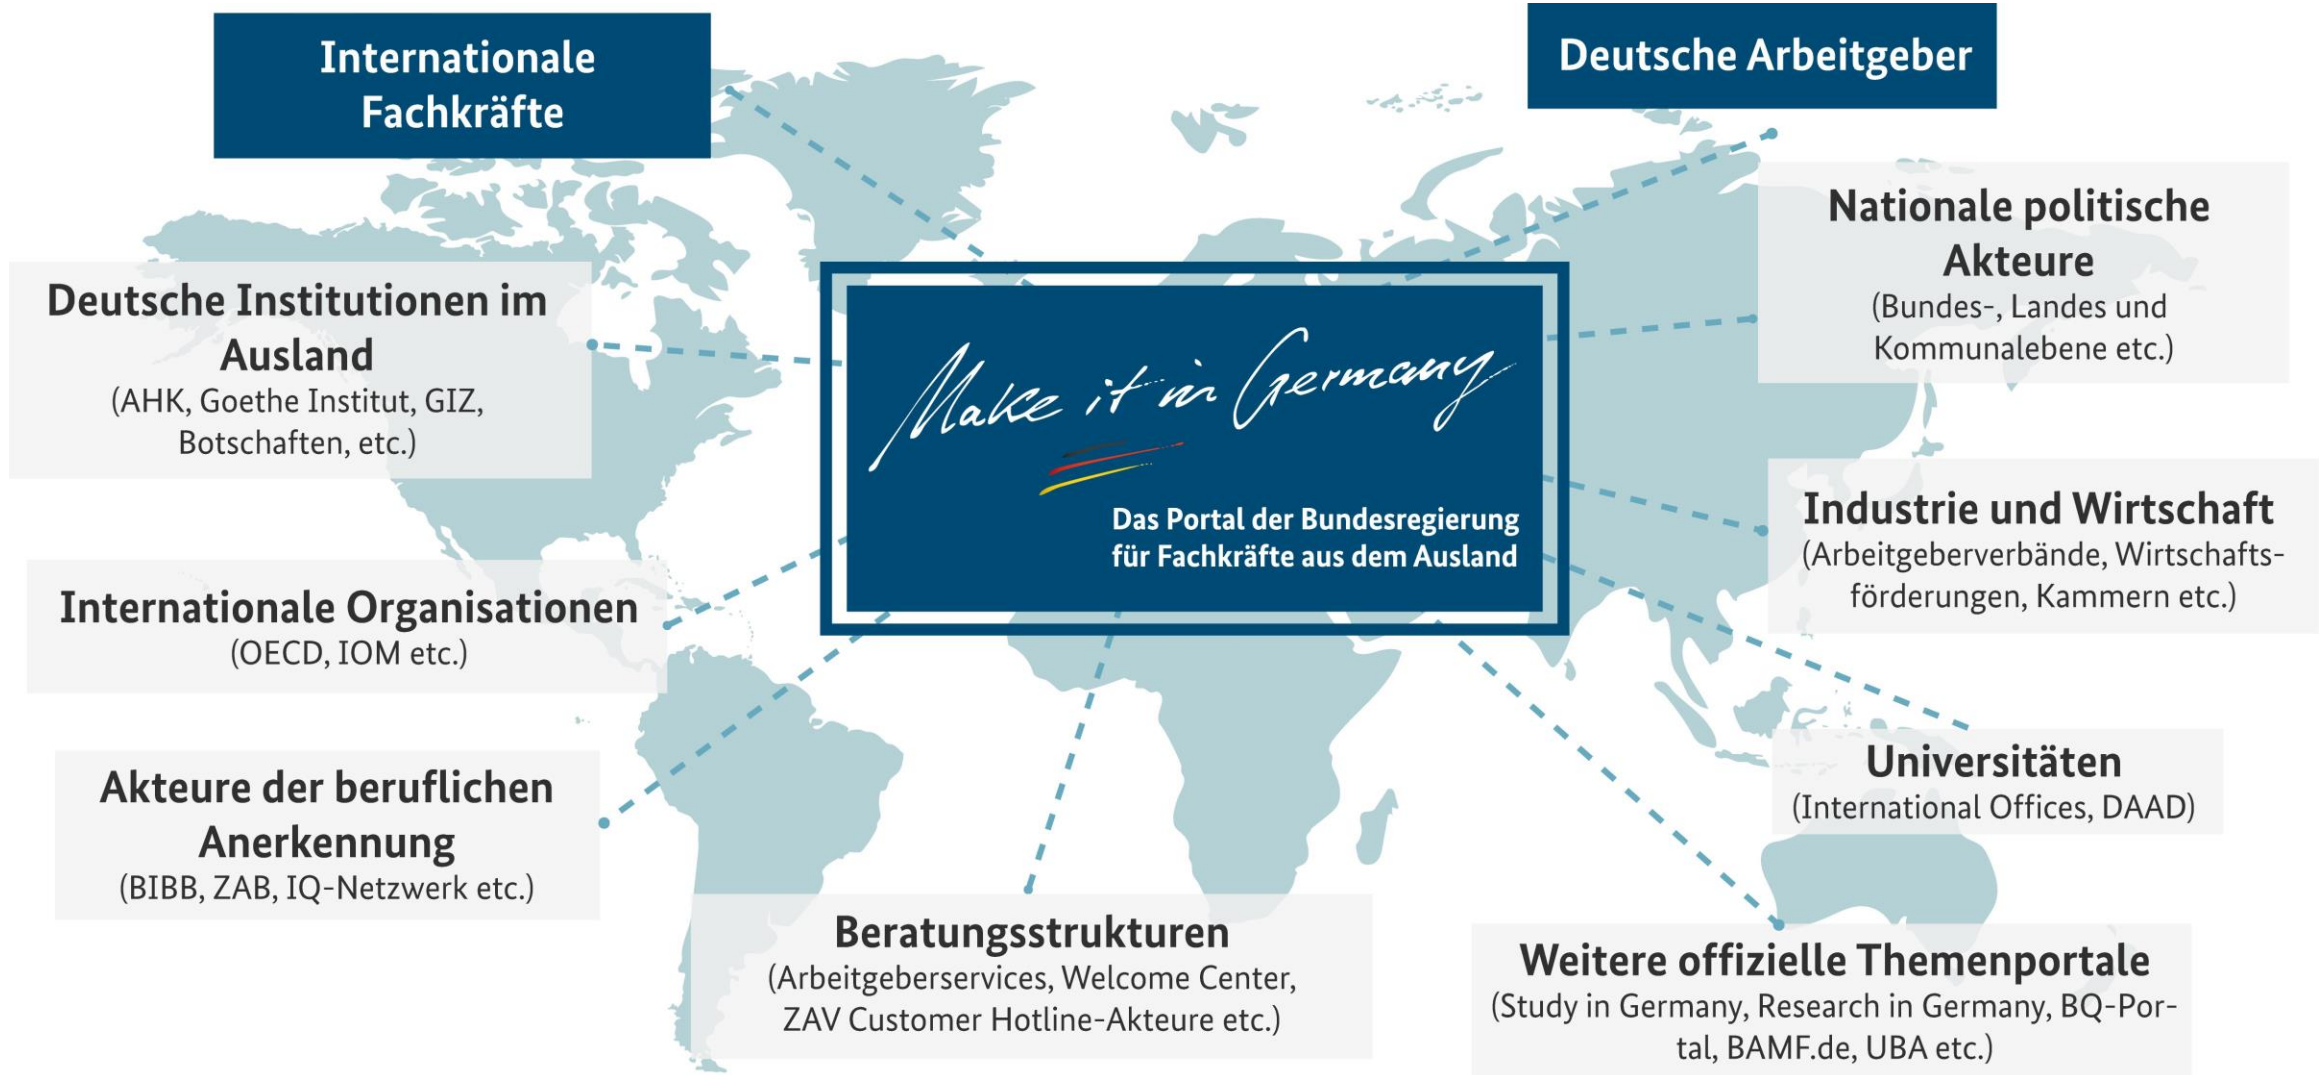 Internationale
Fachkräfte
Deutsche Arbeitgeber
Nationale politische
Akteure
(Bundes-, Landes und
Kommunalebene etc.)
Deutsche Institutionen im
Ausland
(AHK, Goethe Institut, GIZ,
Botschaften, etc.)
Make it in Germany
Das Portal der Bundesregierung
für Fachkräfte aus dem Ausland
Industrie und Wirtschaft
(Arbeitgeberverbände, Wirtschafts-
förderungen, Kammern etc.)
Internationale Organisationen
(OECD, IOM etc.)
Universitäten
(International Offices, DAAD)
Akteure der beruflichen
Anerkennung
(BIBB, ZAB, IQ-Netzwerk etc.)
Beratungsstrukturen
(Arbeitgeberservices, Welcome Center,
ZAV Customer Hotline-Akteure etc.)
Weitere offizielle Themenportale
(Study in Germany, Research in Germany, BQ-Por-
tal, BAMF.de, UBA etc.)